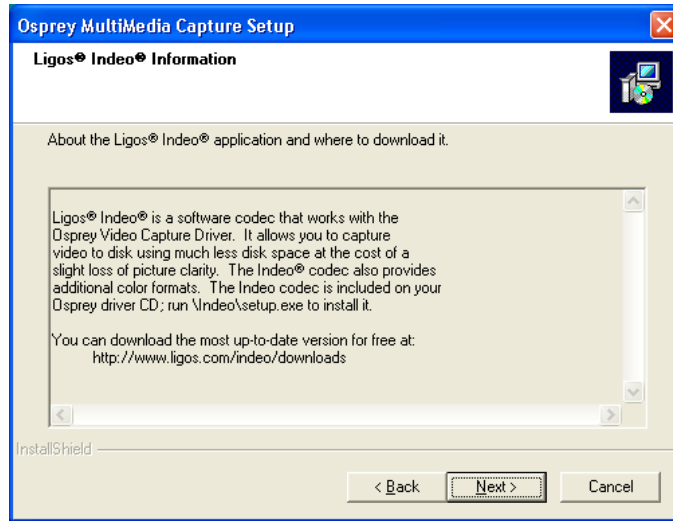 Osprey MultiMedia Capture Setup
Ligos® Indeo® Information
About the Ligos® Indeo® application and where to download it.
Ligos® Indeo® is a software codec that works with the
Osprey Video Capture Driver.  It allows you to capture
video to disk using much less disk space at the cost of a
slight loss of picture clarity.  The Indeo® codec also provides
additional color formats.  The Indeo codec is included on your
Osprey driver CD; run \Indeo\setup.exe to install it.
You can download the most up-to-date version for free at:
http://www.ligos.com/indeo/downloads
InstallShield
< Back
Next >
Cancel